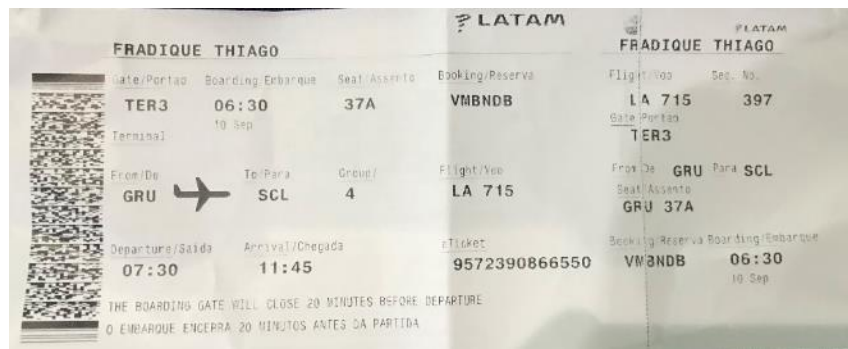 LATAM
FRADIQUE THIAGO
Gate/Portao Boarding/Embarque Seat/Assento Booking/Reserva
TER3 06:30 37A VMBNDB
10 Sep
Terminal
From/De To/Para Group/ Flight/Voo
GRU SCL 4 LA 715
Departure/Saida Arrival/Chegada eTicket
07:30 11:45 9572390866550
THE BOARDING GATE WILL CLOSE 20 MINUTES BEFORE DEPARTURE
O EMBARQUE ENCERRA 20 MINUTOS ANTES DA PARTIDA
LATAM
FRADIQUE THIAGO
Flight/Voo Sec. No.
LA 715 397
Gate Portao
TER3
From De GRU Para SCL
Seat/Assento
GRU 37A
Booking/Reserva Boarding/Embarque
VMBNDB 06:30
10 Sep